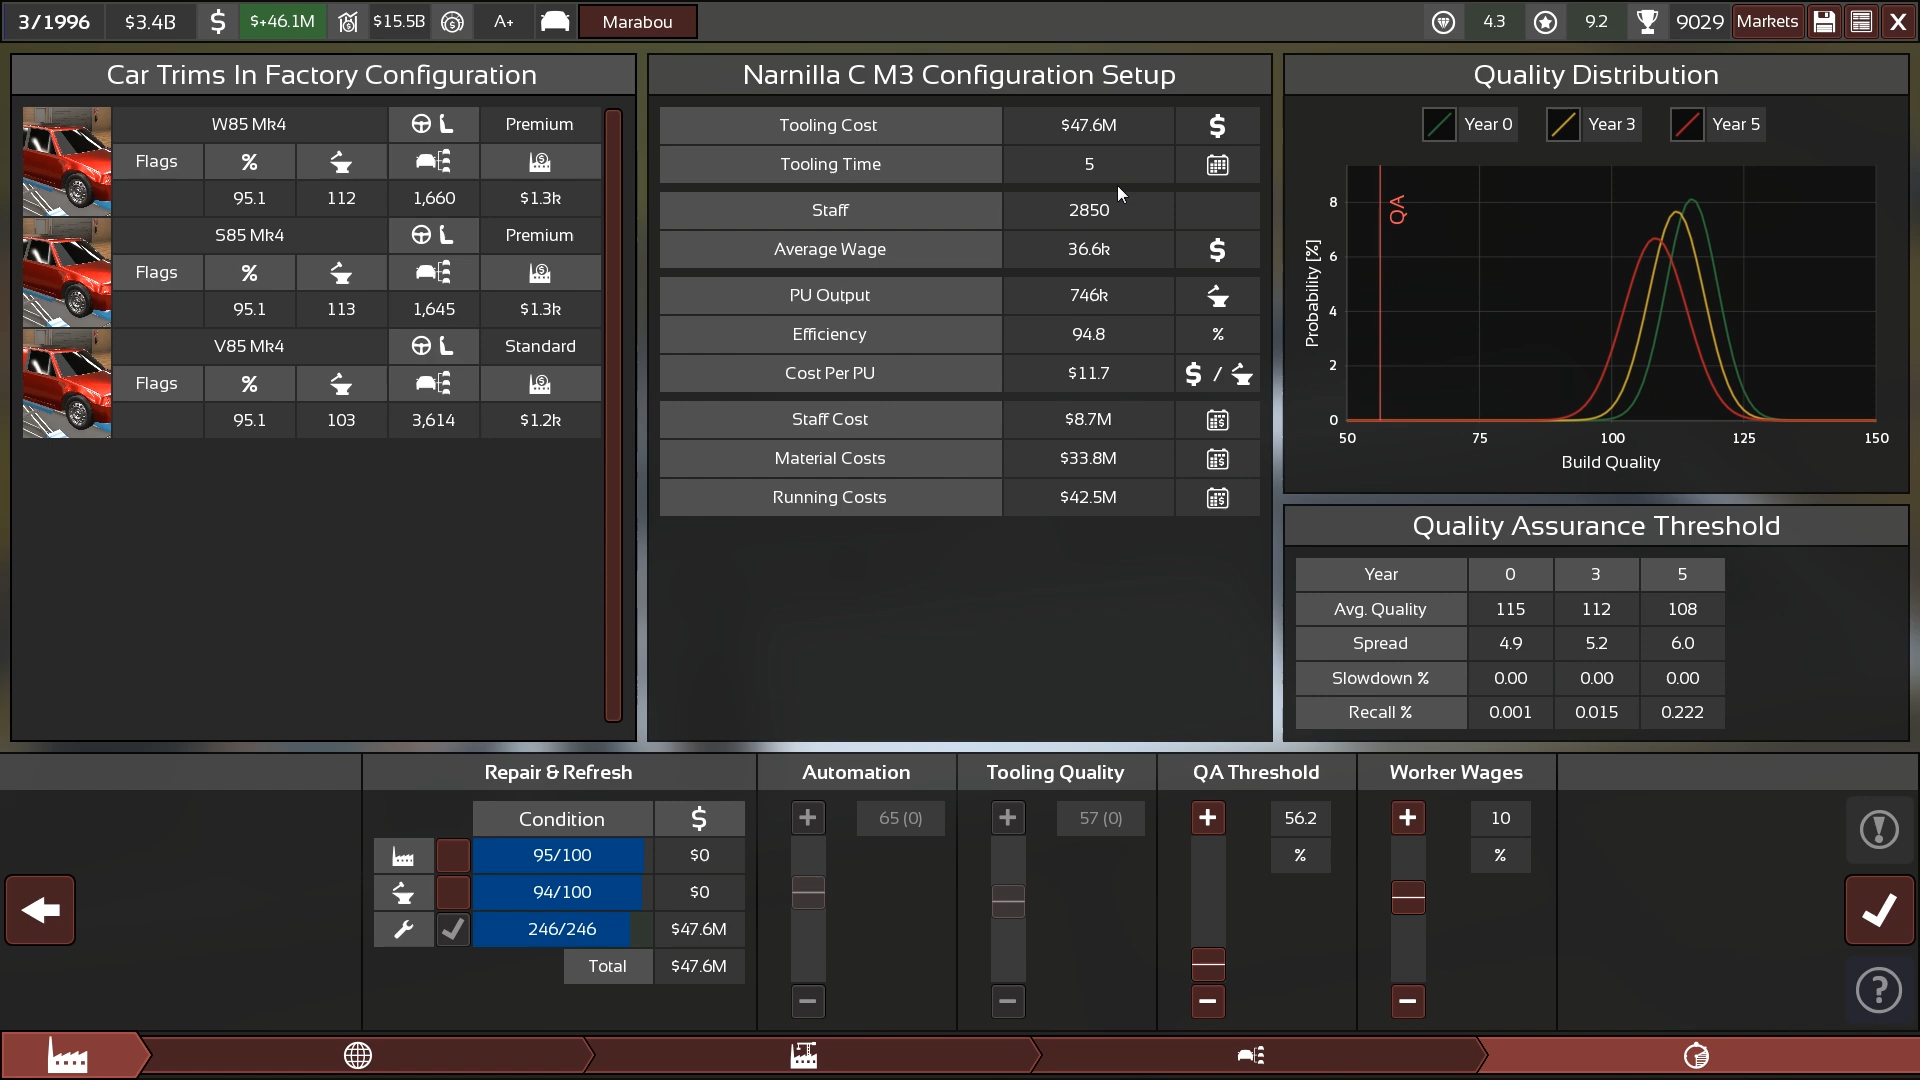 3/1996 $3.4B $+46.1M $15.5B A+ Marabou 4.3 9.2 9029 Markets
Car Trims In Factory Configuration
W85 Mk4 Premium
Flags %
95.1 112 1,660 $1.3k
S85 Mk4 Premium
Flags %
95.1 113 1,645 $1.3k
V85 Mk4 Standard
Flags %
95.1 103 3,614 $1.2k
Narnilla C M3 Configuration Setup
Tooling Cost $47.6M $
Tooling Time 5
Staff 2850
Average Wage 36.6k $
PU Output 746k
Efficiency 94.8 %
Cost Per PU $11.7 $ /
Staff Cost $8.7M
Material Costs $33.8M
Running Costs $42.5M
Quality Distribution
Year 0 Year 3 Year 5
QA
Probability [%]
8
6
4
2
0
50 75 100 125 150
Build Quality
Quality Assurance Threshold
Year 0 3 5
Avg. Quality 115 112 108
Spread 4.9 5.2 6.0
Slowdown % 0.00 0.00 0.00
Recall % 0.001 0.015 0.222
Repair & Refresh
Condition $
95/100 $0
94/100 $0
246/246 $47.6M
Total $47.6M
Automation
65 (0)
Tooling Quality
57 (0)
QA Threshold
56.2
%
Worker Wages
10
%